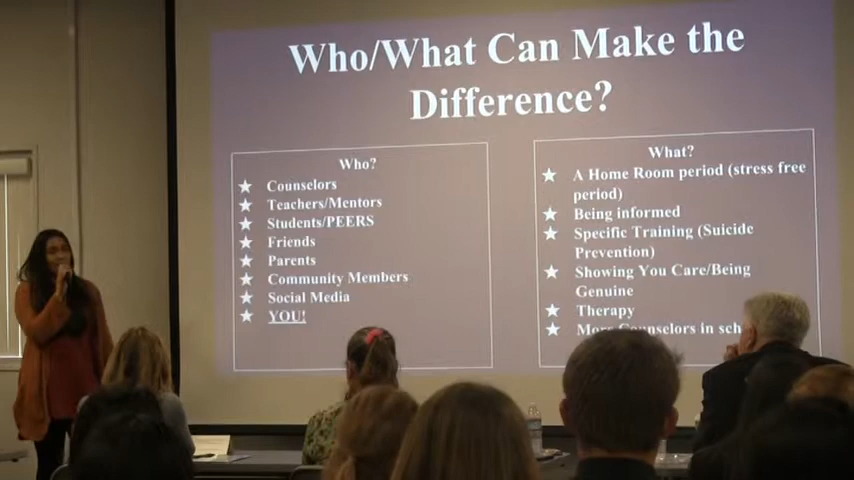 Who/What Can Make the
Difference?
Who?
Counselors
Teachers/Mentors
Students/PEERS
Friends
Parents
Community Members
Social Media
YOU!
What?
A Home Room period (stress free
period)
Being informed
Specific Training (Suicide
Prevention)
Showing You Care/Being
Genuine
Therapy
in